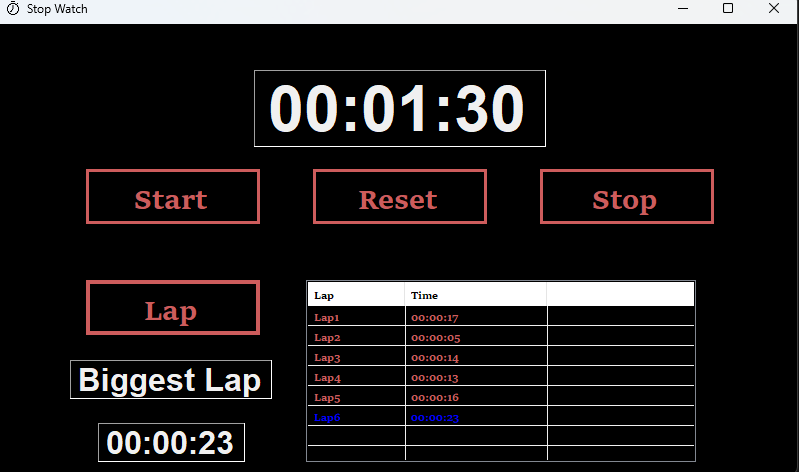 Stop Watch
00:01:30
Start Reset Stop
Lap
Biggest Lap
00:00:23
Lap Time
Lap1 00:00:17
Lap2 00:00:05
Lap3 00:00:14
Lap4 00:00:13
Lap5 00:00:16
Lap6 00:00:23